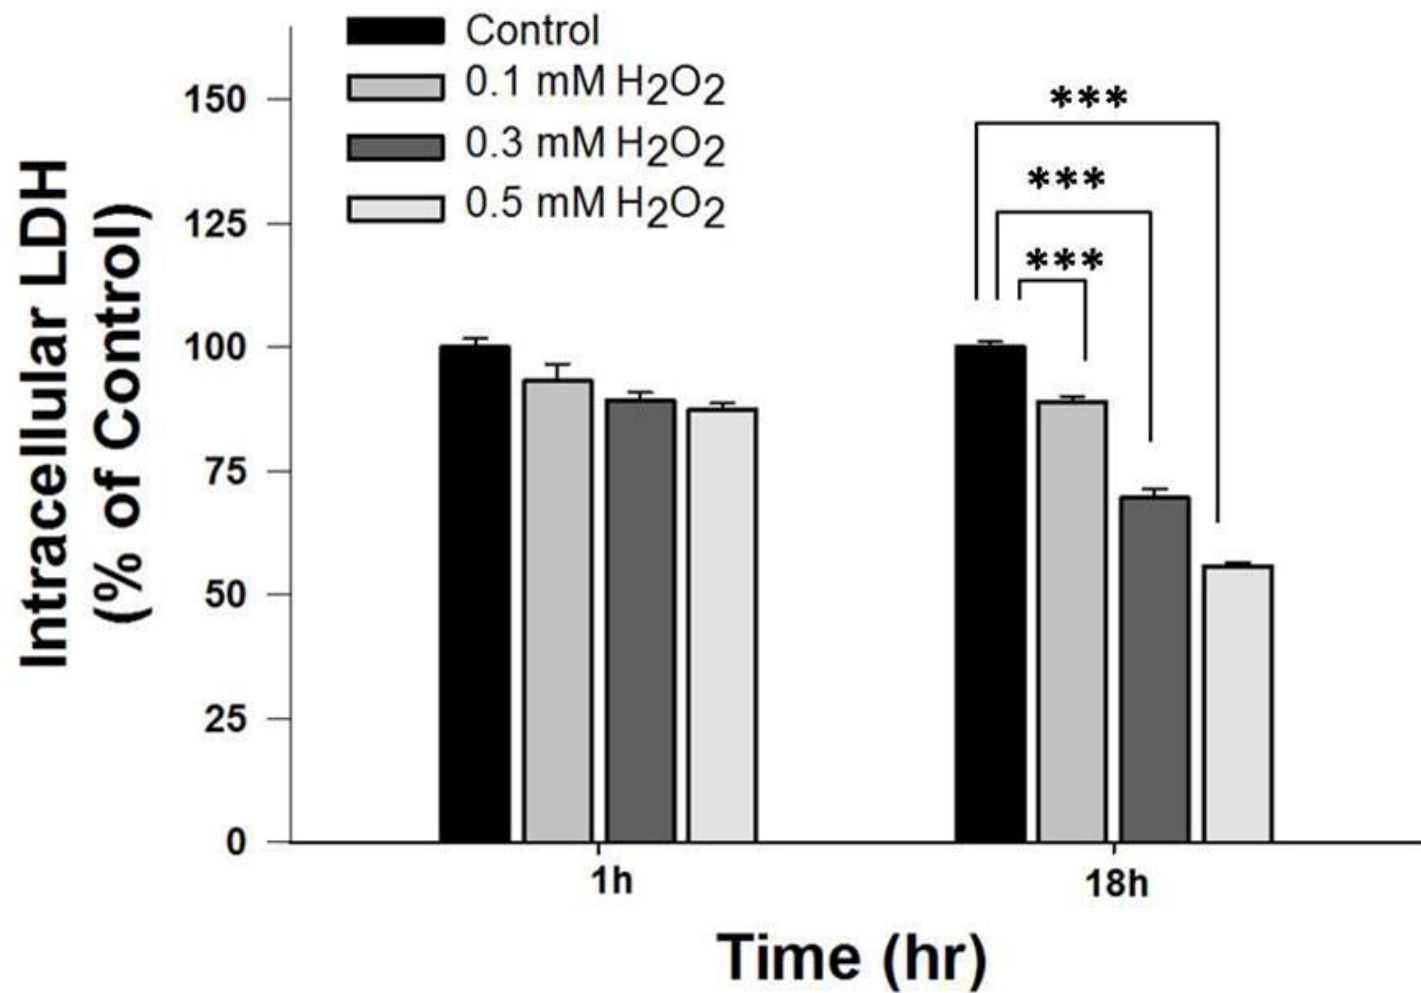 Control
0.1 mM H2O2
0.3 mM H2O2
0.5 mM H2O2
Intracellular LDH
(% of Control)
150
125
100
75
50
25
0
***
***
***
1h
18h
Time (hr)